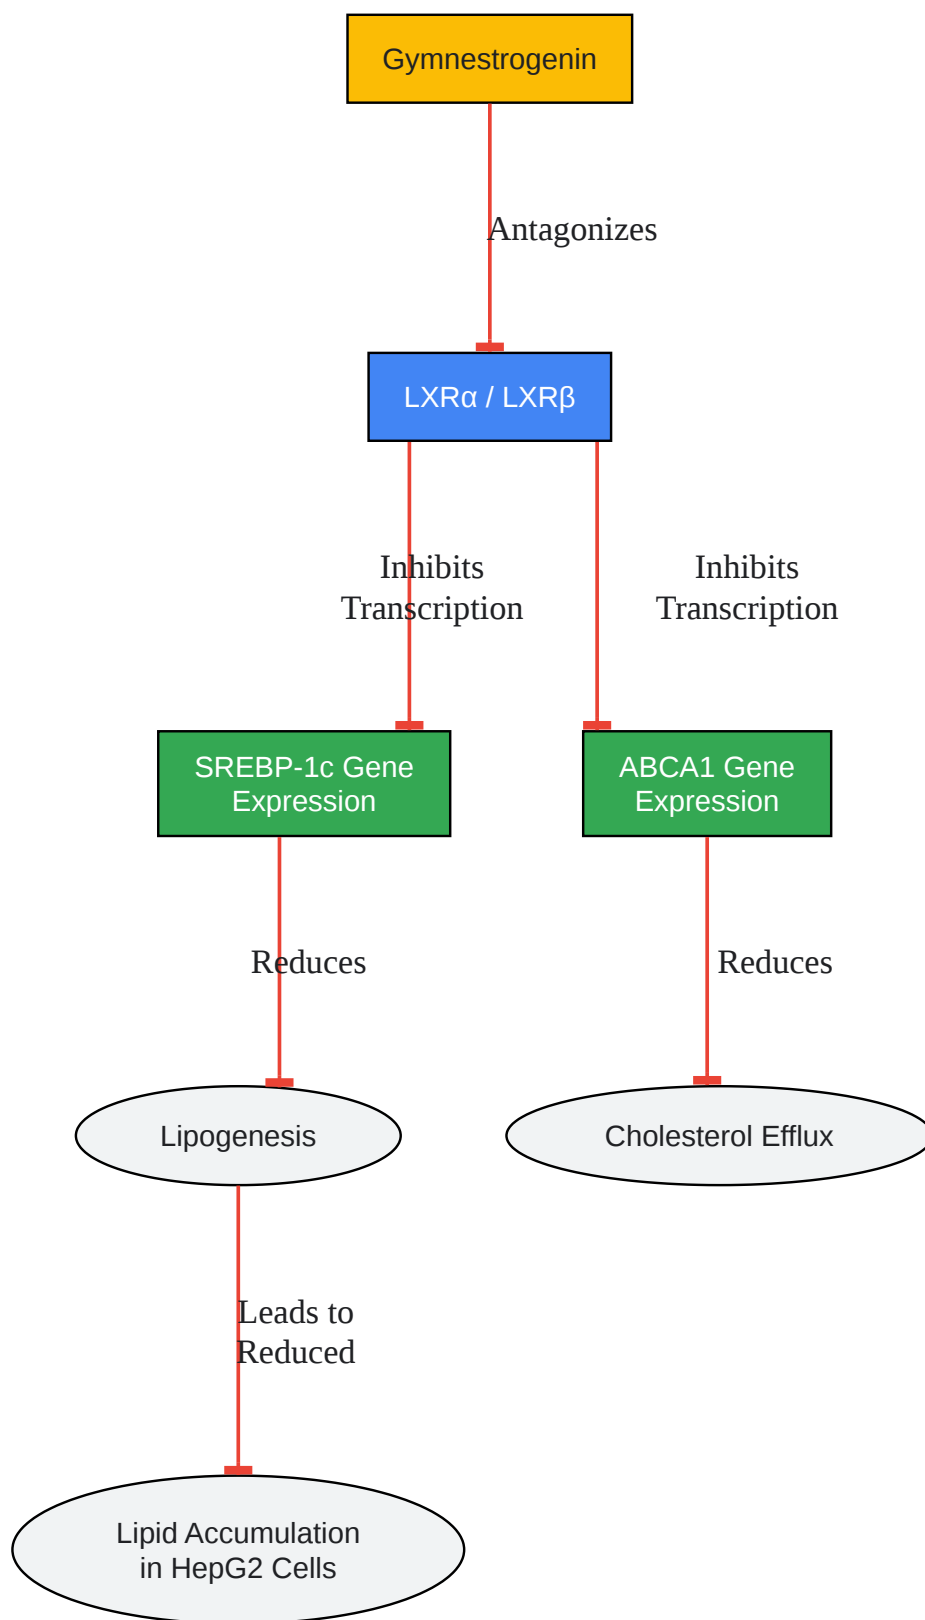 Gymnestrogenin
Antagonizes
LXRα / LXRβ
Inhibits
Transcription
Inhibits
Transcription
SREBP-1c Gene
Expression
ABCA1 Gene
Expression
Reduces
Reduces
Lipogenesis
Cholesterol Efflux
Leads to
Reduced
Lipid Accumulation
in HepG2 Cells